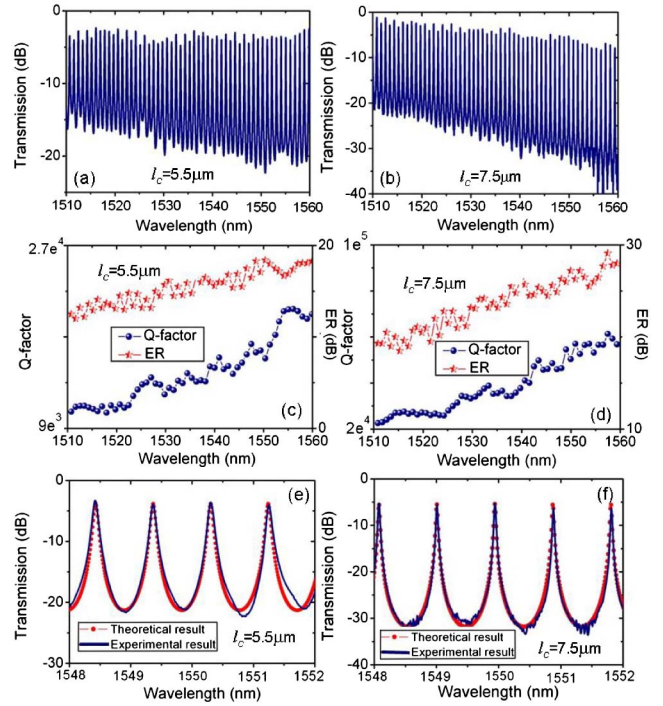 0
-10
-20
Transmission (dB)
(a)
lc=5.5μm
1510 1520 1530 1540 1550 1560
Wavelength (nm)
0
-10
-20
-30
-40
Transmission (dB)
(b)
lc=7.5μm
1510 1520 1530 1540 1550 1560
Wavelength (nm)
2.7e4
9e3
Q-factor
20
0
ER (dB)
lc=5.5μm
Q-factor
ER
(c)
1510 1520 1530 1540 1550 1560
Wavelength (nm)
1e5
2e4
Q-factor
30
10
ER (dB)
lc=7.5μm
Q-factor
ER
(d)
1510 1520 1530 1540 1550 1560
Wavelength (nm)
0
-10
-20
-30
Transmission (dB)
(e)
Theoretical result
Experimental result
lc=5.5μm
1548 1549 1550 1551 1552
Wavelength (nm)
0
-10
-20
-30
-40
Transmission (dB)
(f)
Theoretical result
Experimental result
lc=7.5μm
1548 1549 1550 1551 1552
Wavelength (nm)